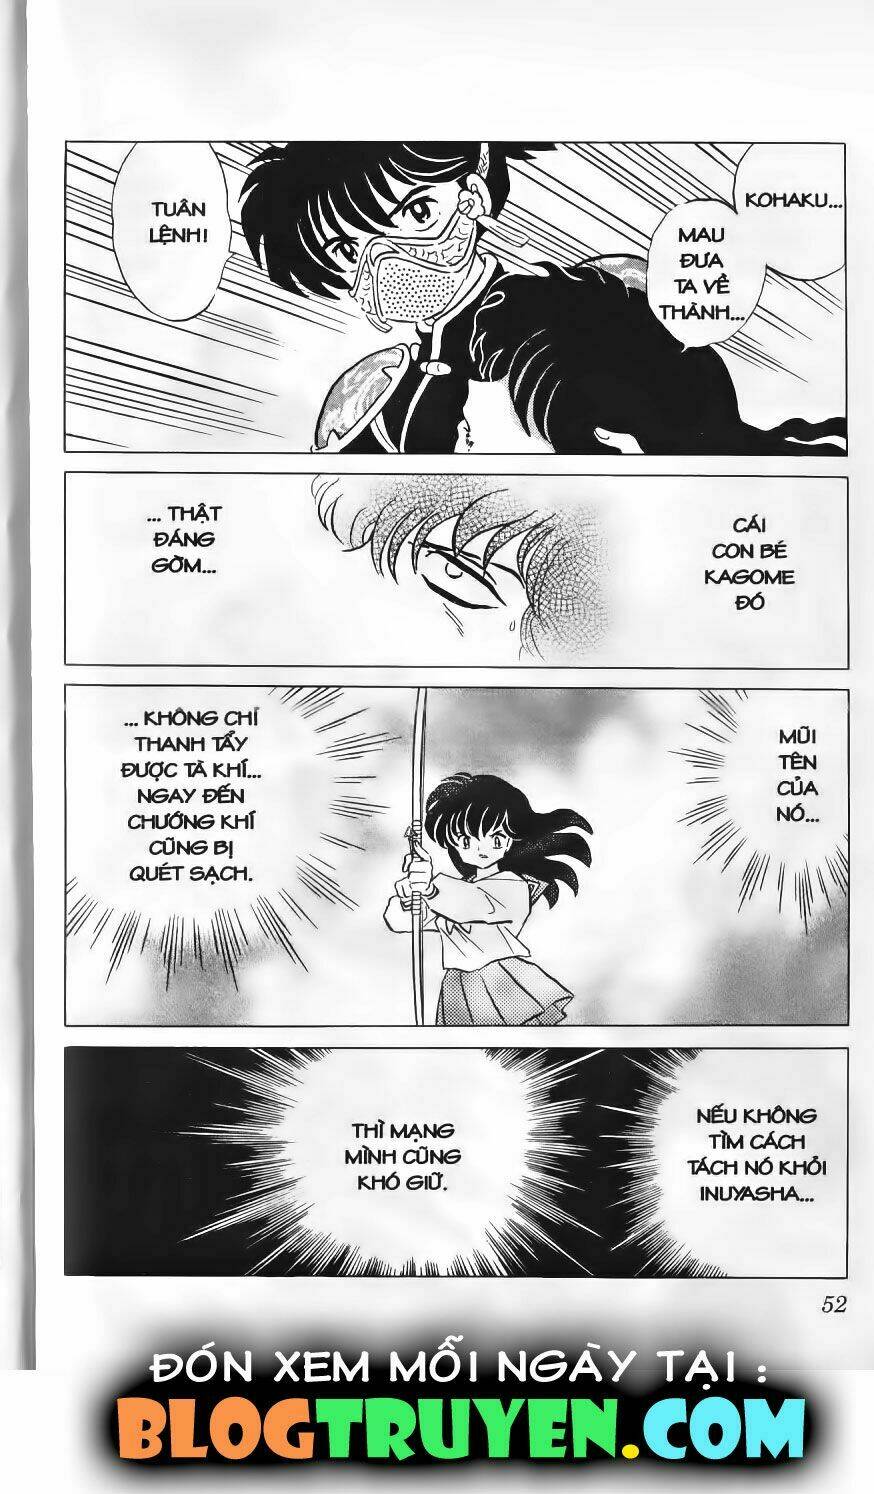 KOHAKU...
MAU
ĐƯA
TA VỀ
THÀNH...
TUÂN
LỆNH!
CÁI
CON BÉ
KAGOME
ĐÓ
... THẬT
ĐÁNG
GỜM...
MŨI
TÊN
CỦA
NÓ...
... KHÔNG CHỈ
THANH TẨY
ĐƯỢC TÀ KHÍ...
NGAY ĐẾN
CHƯỚNG KHÍ
CŨNG BỊ
QUÉT SẠCH.
NẾU KHÔNG
TÌM CÁCH
TÁCH NÓ KHỎI
INUYASHA...
THÌ MẠNG
MÌNH CŨNG
KHÓ GIỮ.
52
ĐÓN XEM MỖI NGÀY TẠI :
BLOGTRUYEN.COM